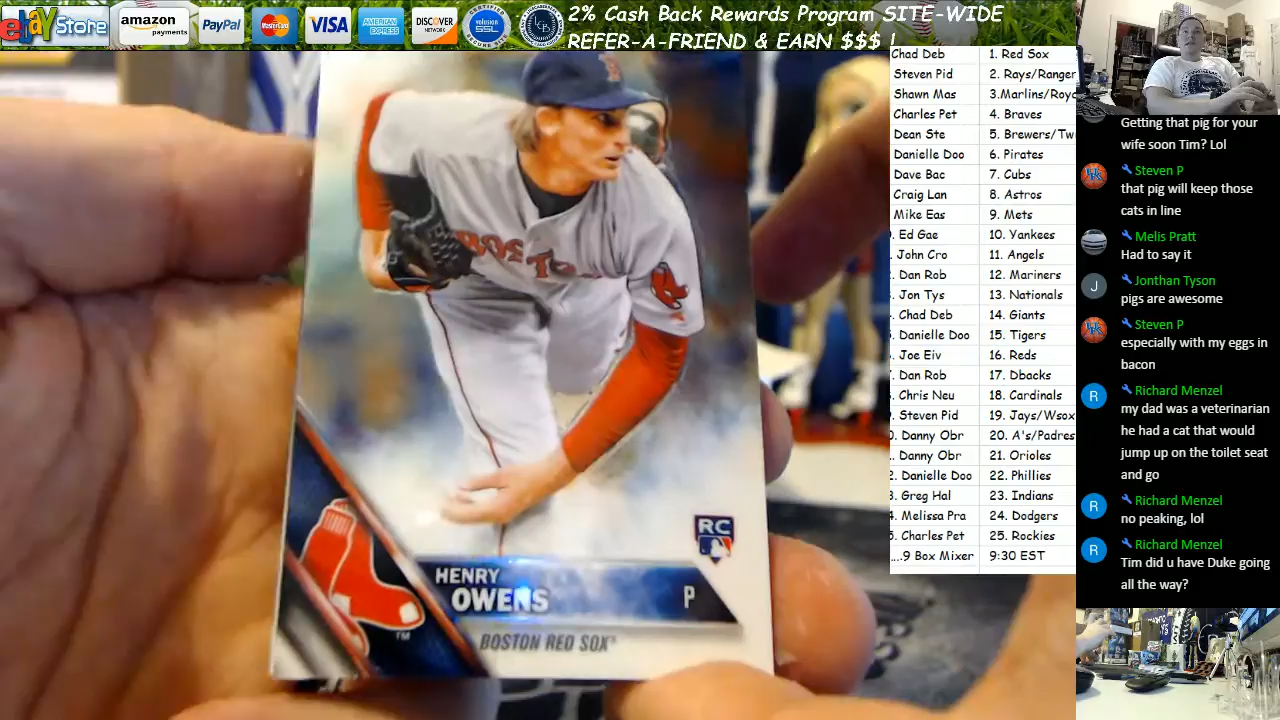 ebay Store
amazon payments
PayPal
MasterCard
VISA
AMERICAN EXPRESS
DISCOVER NETWORK
volusion SSL
2% Cash Back Rewards Program SITE-WIDE
REFER-A-FRIEND & EARN $$$ !
Chad Deb 1. Red Sox
Steven Pid 2. Rays/Ranger
Shawn Mas 3.Marlins/Royc
Charles Pet 4. Braves
Dean Ste 5. Brewers/Tw
Danielle Doo 6. Pirates
Dave Bac 7. Cubs
Craig Lan 8. Astros
Mike Eas 9. Mets
. Ed Gae 10. Yankees
. John Cro 11. Angels
. Dan Rob 12. Mariners
. Jon Tys 13. Nationals
. Chad Deb 14. Giants
. Danielle Doo 15. Tigers
. Joe Eiv 16. Reds
. Dan Rob 17. Dbacks
. Chris Neu 18. Cardinals
. Steven Pid 19. Jays/Wsox
. Danny Obr 20. A's/Padres
. Danny Obr 21. Orioles
. Danielle Doo 22. Phillies
. Greg Hal 23. Indians
. Melissa Pra 24. Dodgers
. Charles Pet 25. Rockies
....9 Box Mixer 9:30 EST
Getting that pig for your
wife soon Tim? Lol
Steven P
that pig will keep those
cats in line
Melis Pratt
Had to say it
J
Jonthan Tyson
pigs are awesome
Steven P
especially with my eggs in
bacon
R
Richard Menzel
my dad was a veterinarian
he had a cat that would
jump up on the toilet seat
and go
R
Richard Menzel
no peaking, lol
R
Richard Menzel
Tim did u have Duke going
all the way?
BOSTO
RC
HENRY
OWENS P
BOSTON RED SOX
TM